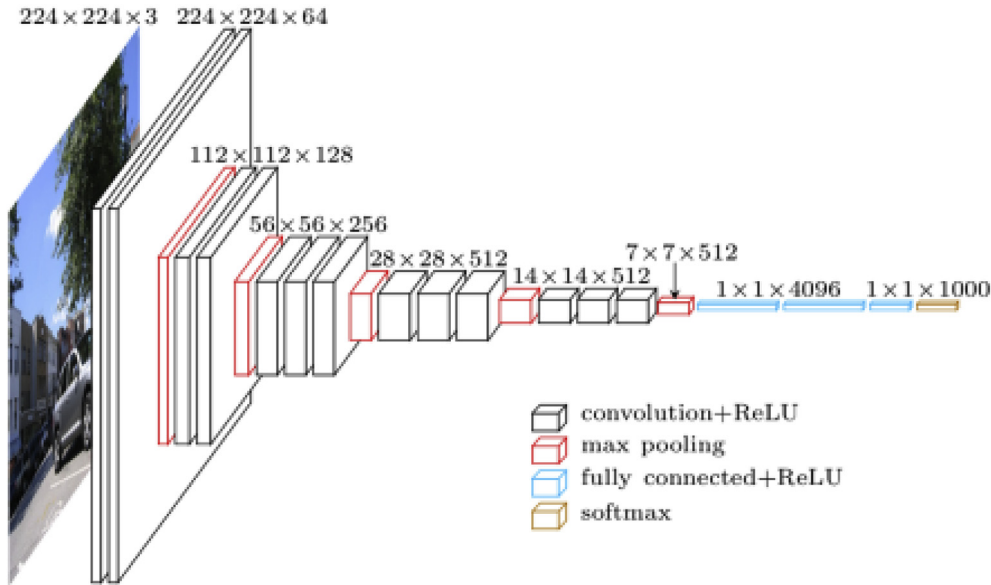 224 × 224 × 3
224 × 224 × 64
112 × 112 × 128
56 × 56 × 256
28 × 28 × 512
14 × 14 × 512
7 × 7 × 512
1 × 1 × 4096
1 × 1 × 1000
convolution+ReLU
max pooling
fully connected+ReLU
softmax